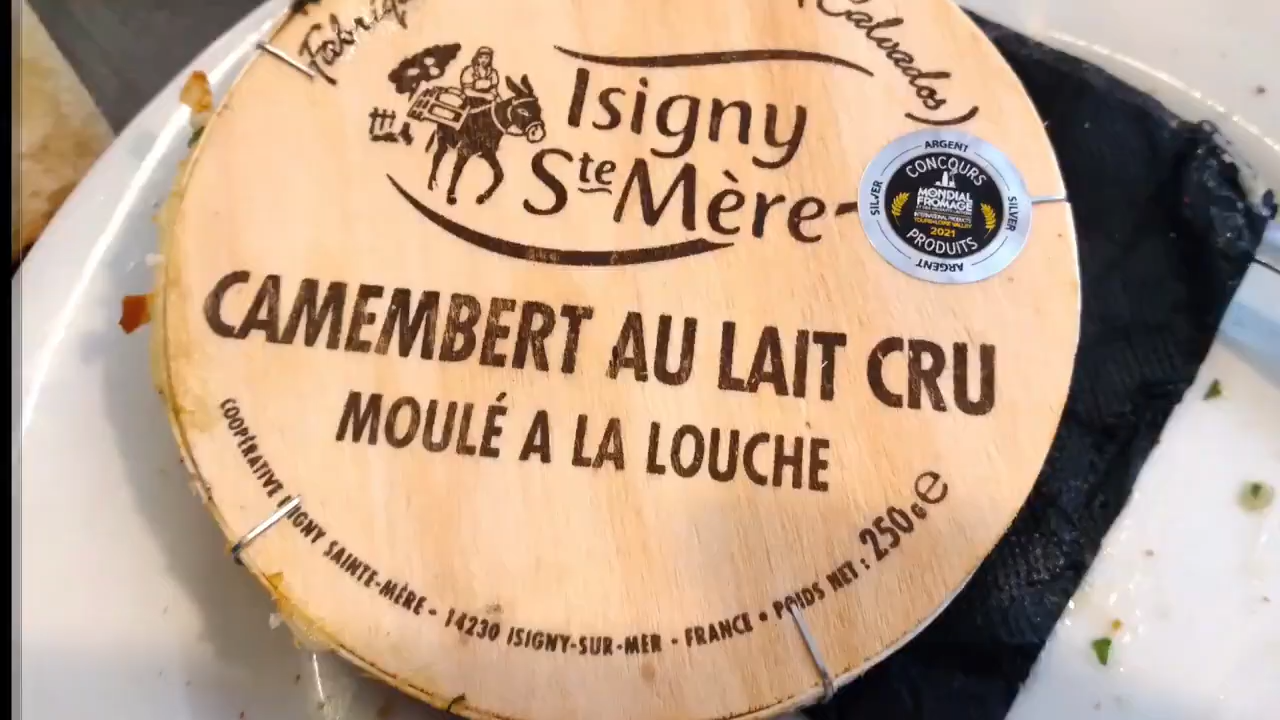 Calvados)
Isigny
Ste Mère
ARGENT
SILVER
CONCOURS
MONDIAL
FROMAGE
2021
PRODUITS
SILVER
ARGENT
CAMEMBERT AU LAIT CRU
MOULÉ A LA LOUCHE
COOPÉRATIVE ISIGNY SAINTE-MÈRE • 14230 ISIGNY-SUR-MER - FRANCE • POIDS NET : 250 g e